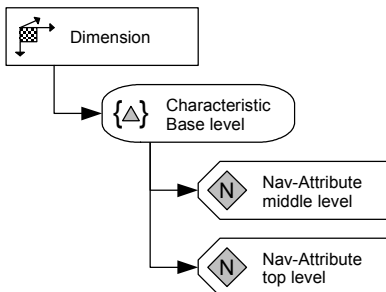 Dimension
{ } Characteristic
Base level
N Nav-Attribute
middle level
N Nav-Attribute
top level